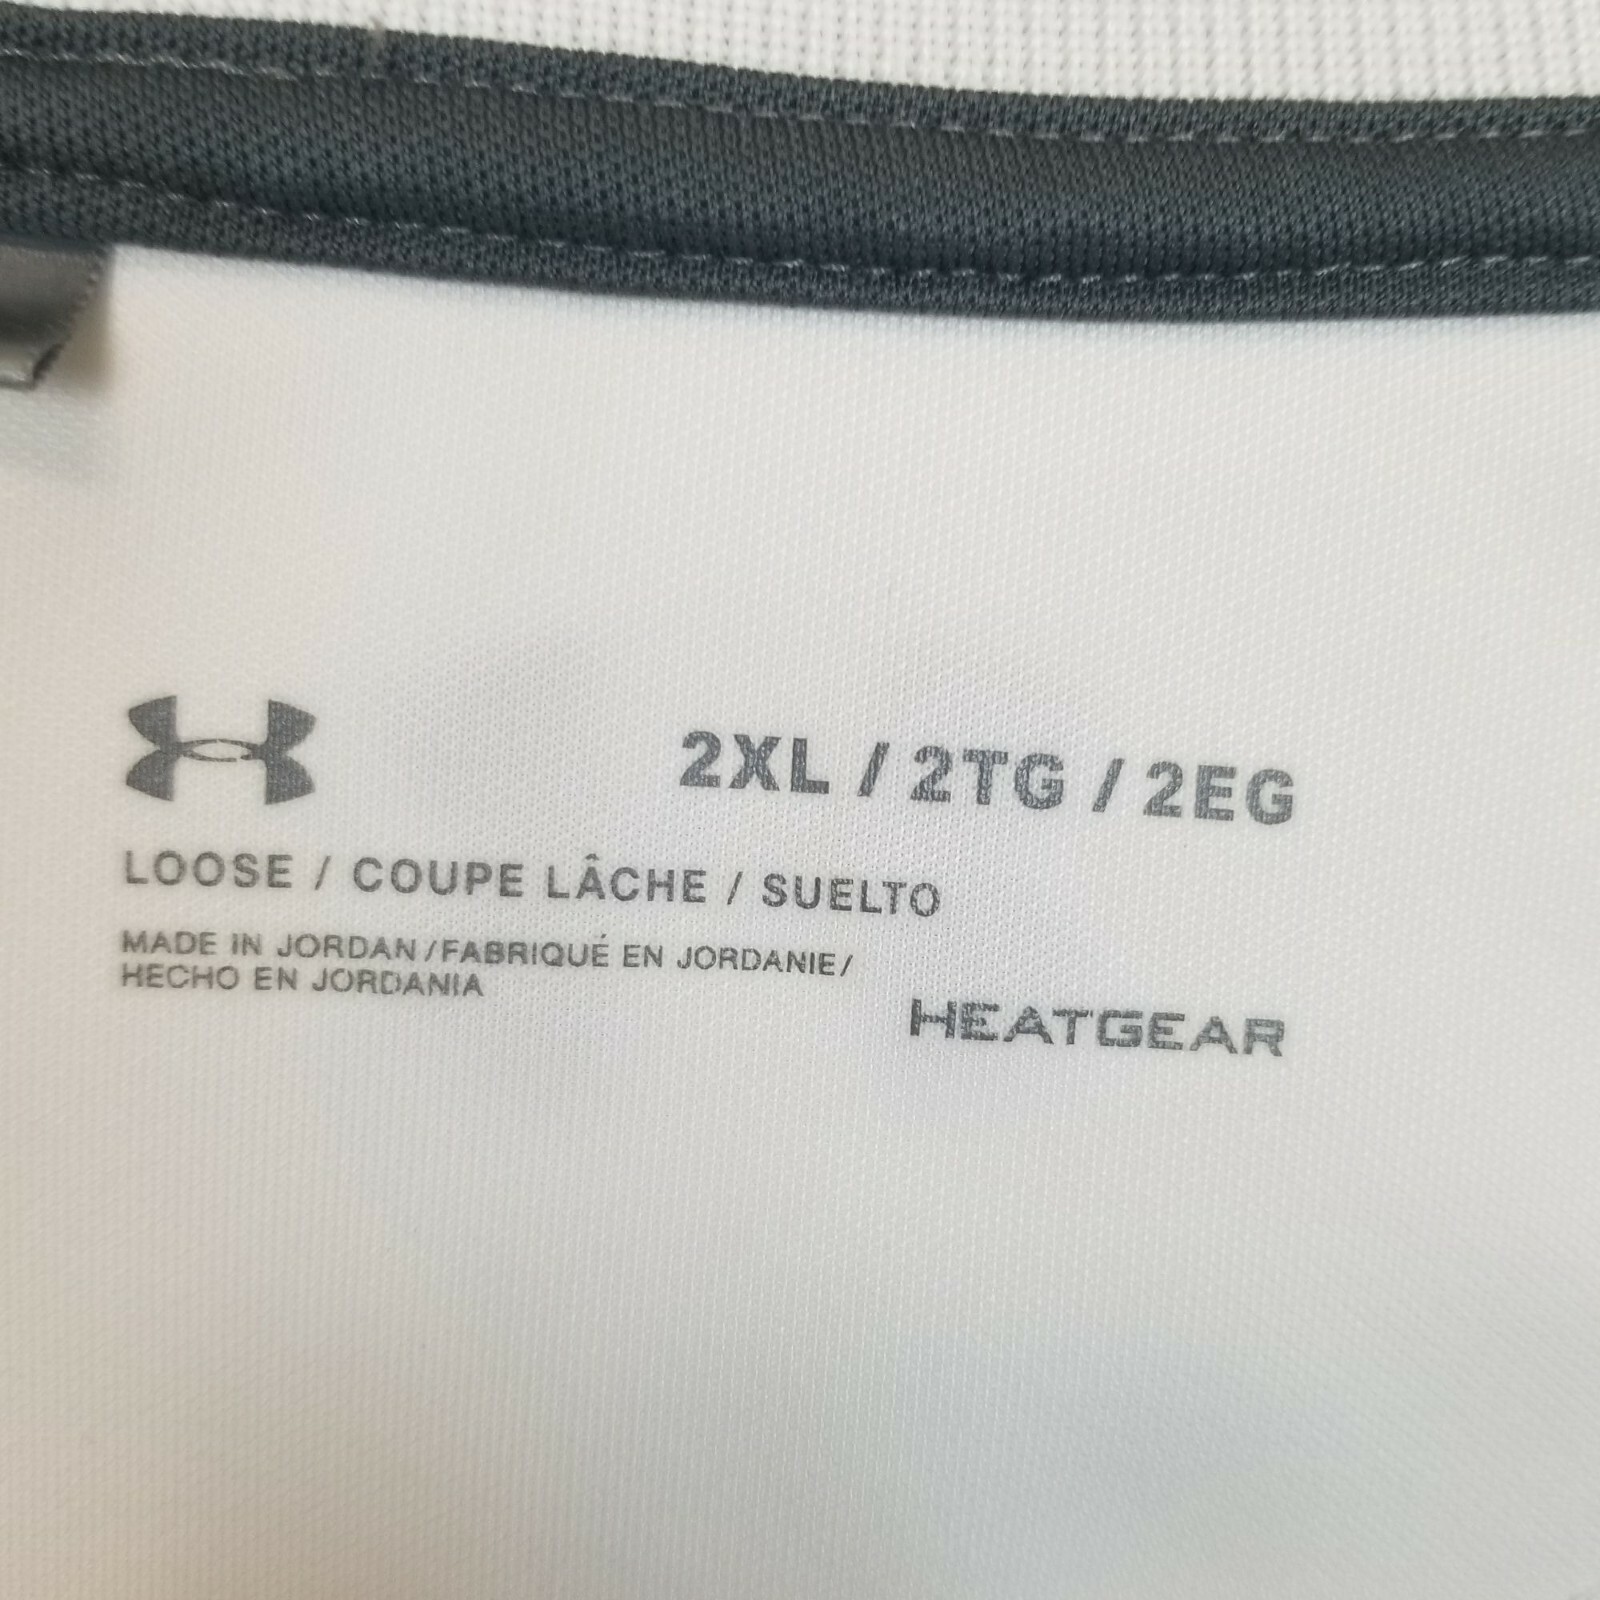 2XL / 2TG / 2EG
LOOSE / COUPE LÂCHE / SUELTO
MADE IN JORDAN/FABRIQUÉ EN JORDANIE/
HECHO EN JORDANIA
HEATGEAR